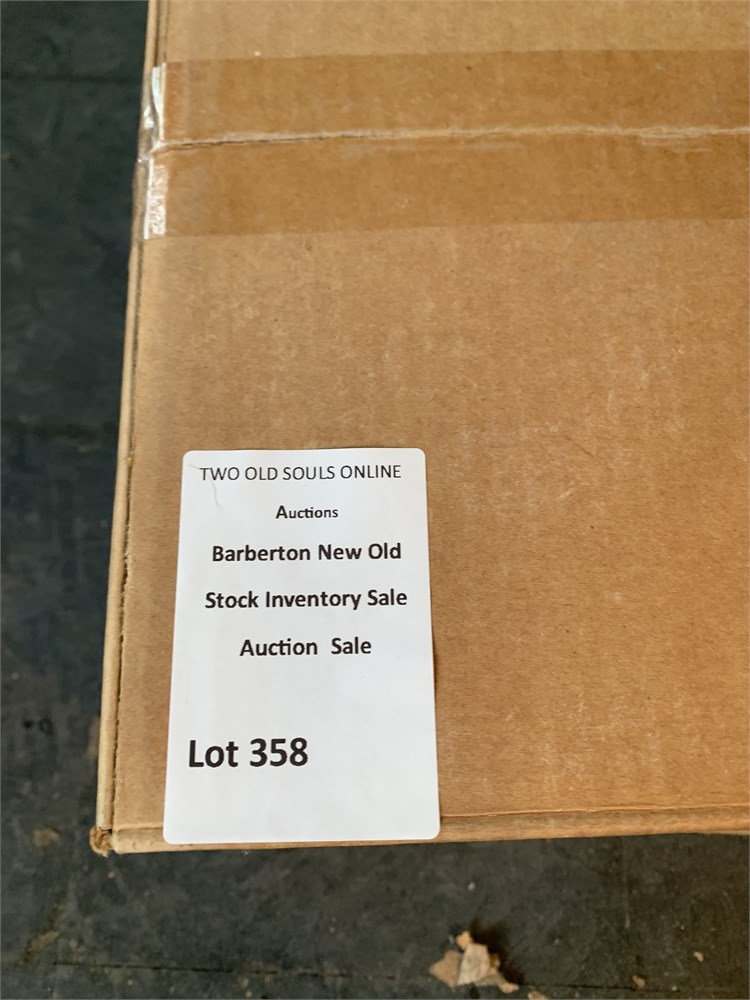 TWO OLD SOULS ONLINE
Auctions
Barberton New Old
Stock Inventory Sale
Auction Sale
Lot 358